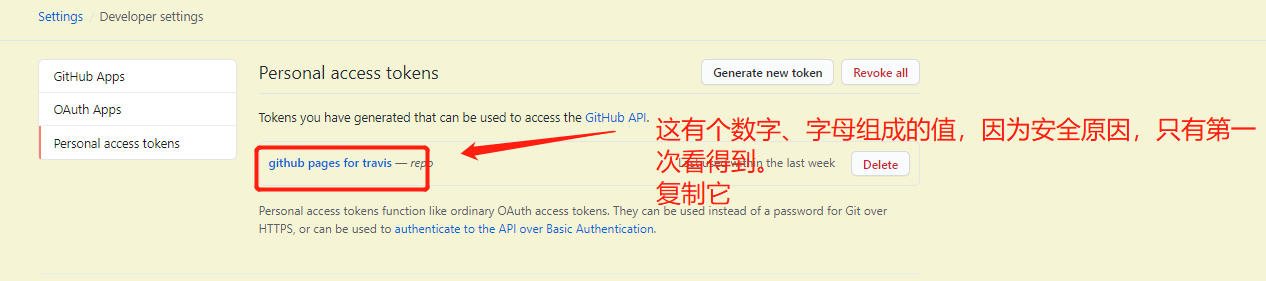 Settings / Developer settings
GitHub Apps
OAuth Apps
Personal access tokens
Personal access tokens
Generate new token
Revoke all
Tokens you have generated that can be used to access the GitHub API.
这有个数字、字母组成的值，因为安全原因，只有第一
次看得到。
复制它
github pages for travis — repo
within the last week
Delete
Personal access tokens function like ordinary OAuth access tokens. They can be used instead of a password for Git over
HTTPS, or can be used to authenticate to the API over Basic Authentication.